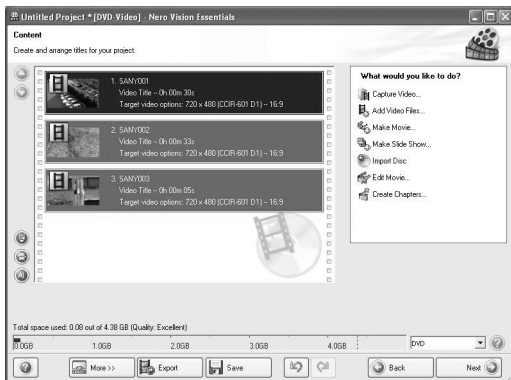 Untitled Project *[DVD-Video] - Nero Vision Essentials
Content
Create and arrange titles for your project.
1. SANY001
Video Title – 0h 00m 30s
Target video options: 720 x 480 (CCIR-601 D1) – 16:9
2. SANY002
Video Title – 0h 00m 33s
Target video options: 720 x 480 (CCIR-601 D1) – 16:9
3. SANY003
Video Title – 0h 00m 05s
Target video options: 720 x 480 (CCIR-601 D1) – 16:9
What would you like to do?
Capture Video...
Add Video Files...
Make Movie...
Make Slide Show...
Import Disc
Edit Movie...
Create Chapters...
Total space used: 0.08 out of 4.38 GB (Quality: Excellent)
0.0GB 1.0GB 2.0GB 3.0GB 4.0GB DVD
More >> Export Save Back Next